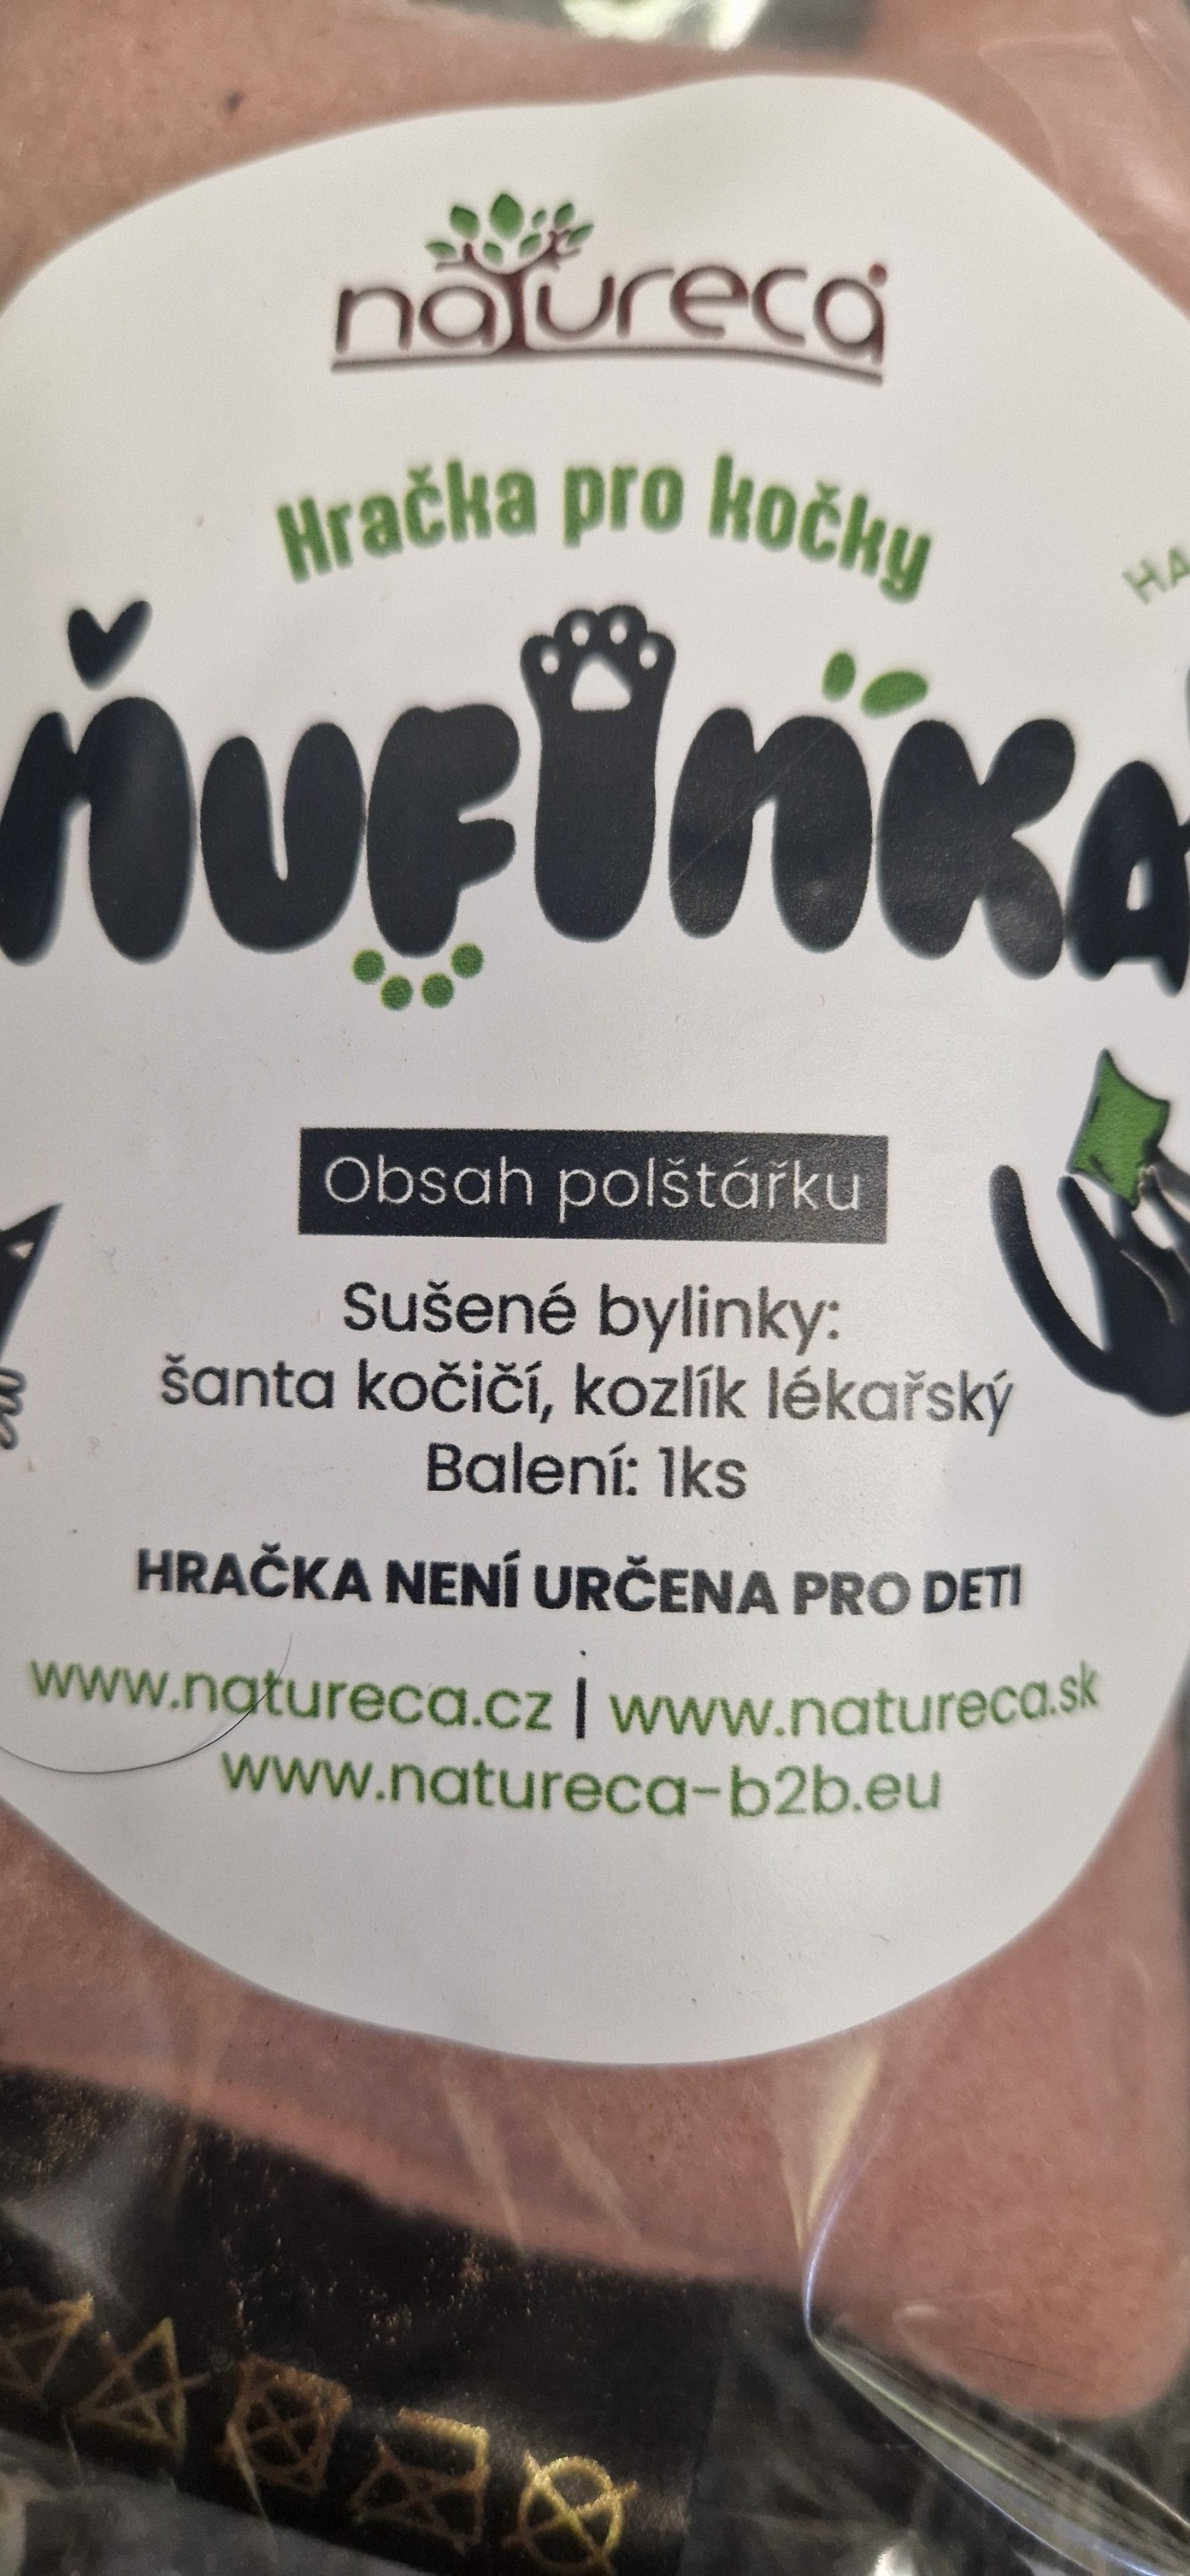 natureca
Hračka pro kočky
ŇUFINKA
Obsah polštářku
Sušené bylinky:
šanta kočičí, kozlík lékařský
Balení: 1ks
HRAČKA NENÍ URČENA PRO DETI
www.natureca.cz | www.natureca.sk
www.natureca-b2b.eu